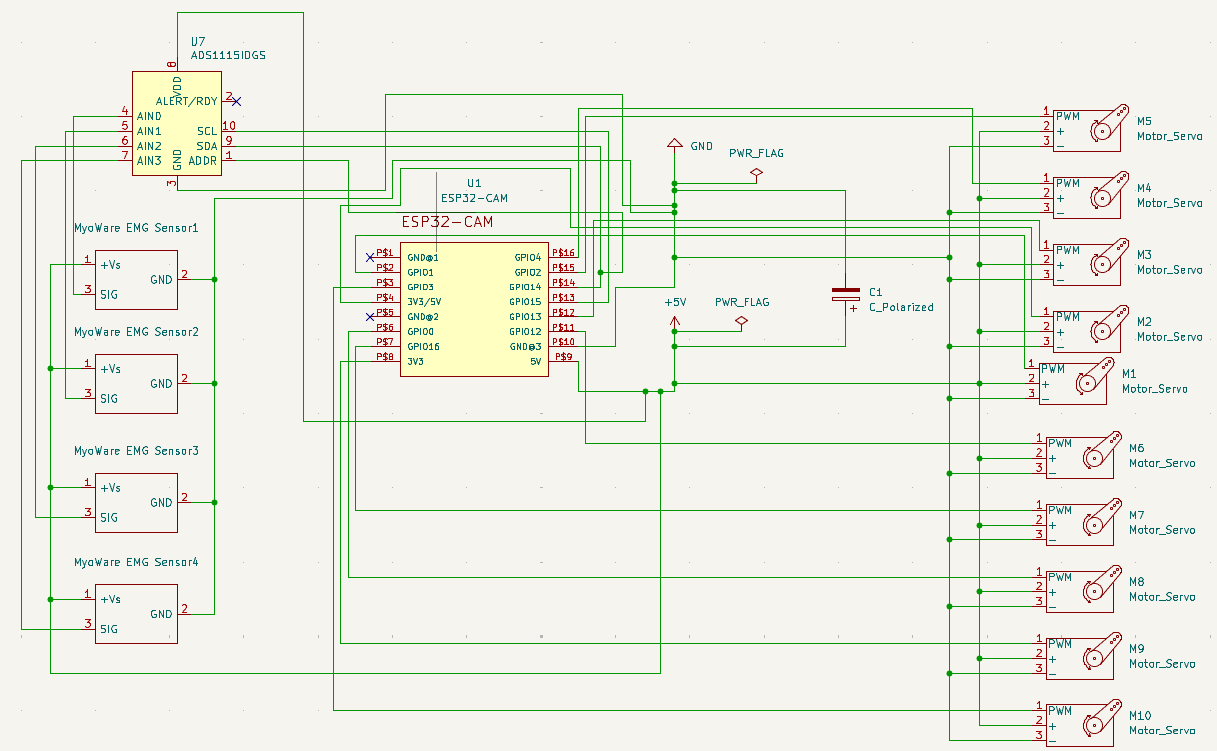 U7
ADS1115IDGS
8
VDD
ALERT/RDY 2
4 AIND
5 AIN1
6 AIN2
7 AIN3
SCL 10
SDA 9
ADDR 1
GND
3
MyoWare EMG Sensor1
1 +Vs
GND 2
3 SIG
MyoWare EMG Sensor2
1 +Vs
GND 2
3 SIG
MyoWare EMG Sensor3
1 +Vs
GND 2
3 SIG
MyoWare EMG Sensor4
1 +Vs
GND 2
3 SIG
U1
ESP32-CAM
ESP32-CAM
P$1 GND@1 GPIO4 P$16
P$2 GPIO1 GPIO2 P$15
P$3 GPIO3 GPIO14 P$14
P$4 3V3/5V GPIO15 P$13
P$5 GND@2 GPIO13 P$12
P$6 GPIO0 GPIO12 P$11
P$7 GPIO16 GND@3 P$10
P$8 3V3 5V P$9
GND
PWR_FLAG
+5V
PWR_FLAG
C1
C_Polarized
+
1 PWM
2 +
3 -
M5
Motor_Servo
1 PWM
2 +
3 -
M4
Motor_Servo
1 PWM
2 +
3 -
M3
Motor_Servo
1 PWM
2 +
3 -
M2
Motor_Servo
1 PWM
2 +
3 -
M1
Motor_Servo
1 PWM
2 +
3 -
M6
Motor_Servo
1 PWM
2 +
3 -
M7
Motor_Servo
1 PWM
2 +
3 -
M8
Motor_Servo
1 PWM
2 +
3 -
M9
Motor_Servo
1 PWM
2 +
3 -
M10
Motor_Servo